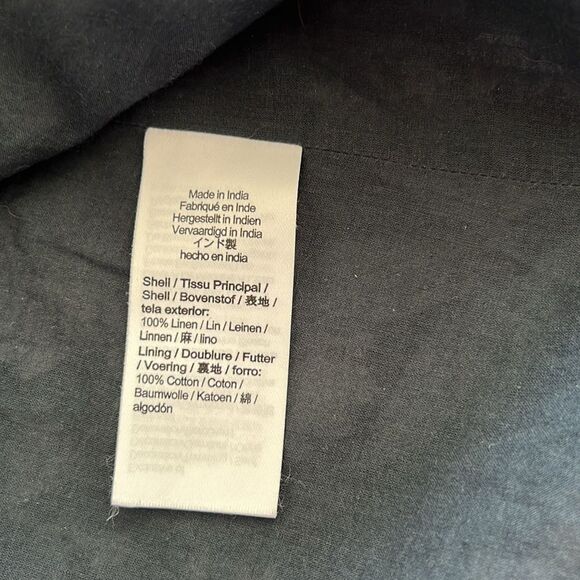 Made in India
Fabriqué en Inde
Hergestellt in Indien
Vervaardigd in India
インド製
hecho en india
Shell / Tissu Principal /
Shell / Bovenstof / 表地 /
tela exterior:
100% Linen / Lin / Leinen /
Linnen / 麻 / lino
Lining / Doublure / Futter
/ Voering / 裏地 / forro:
100% Cotton / Coton /
Baumwolle / Katoen / 綿 /
algodón